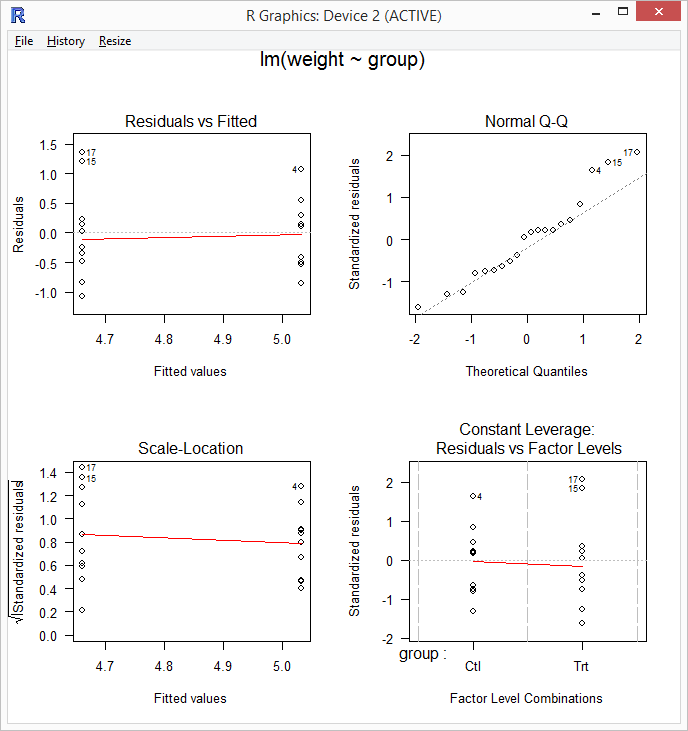 R Graphics: Device 2 (ACTIVE)
File History Resize
lm(weight ~ group)
Residuals vs Fitted
Residuals
1.5
1.0
0.5
0.0
-0.5
-1.0
17
15
4
4.7 4.8 4.9 5.0
Fitted values
Normal Q-Q
Standardized residuals
2
1
0
-1
17
15
4
-2 -1 0 1 2
Theoretical Quantiles
Scale-Location
√|Standardized residuals|
1.4
1.2
1.0
0.8
0.6
0.4
0.2
0.0
17
15
4
4.7 4.8 4.9 5.0
Fitted values
Constant Leverage:
Residuals vs Factor Levels
Standardized residuals
2
1
0
-1
-2
4
17
15
group :
Ctl Trt
Factor Level Combinations